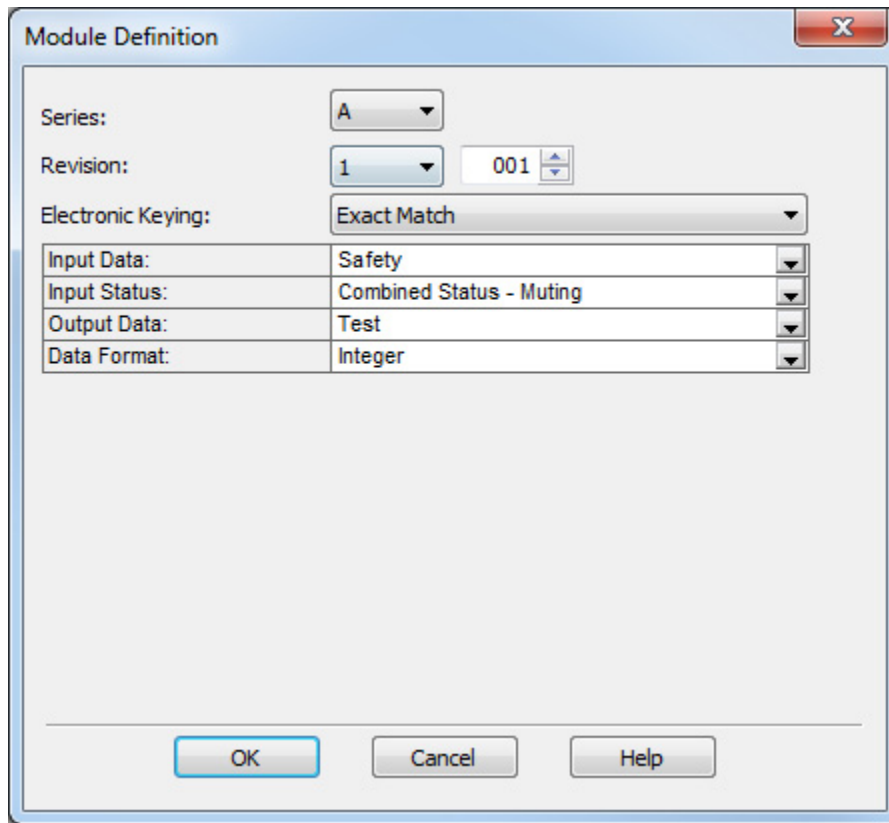 Module Definition
Series: A
Revision: 1 001
Electronic Keying: Exact Match
Input Data: Safety
Input Status: Combined Status - Muting
Output Data: Test
Data Format: Integer
OK Cancel Help